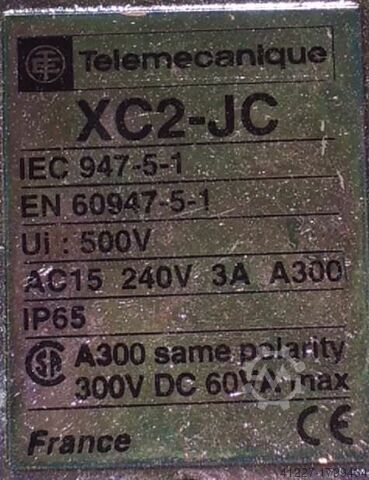 Telemecanique
XC2-JC
IEC 947-5-1
EN 60947-5-1
Ui : 500V
AC15 240V 3A A300
IP65
A300 same polarity
300V DC 60VA max
France CE